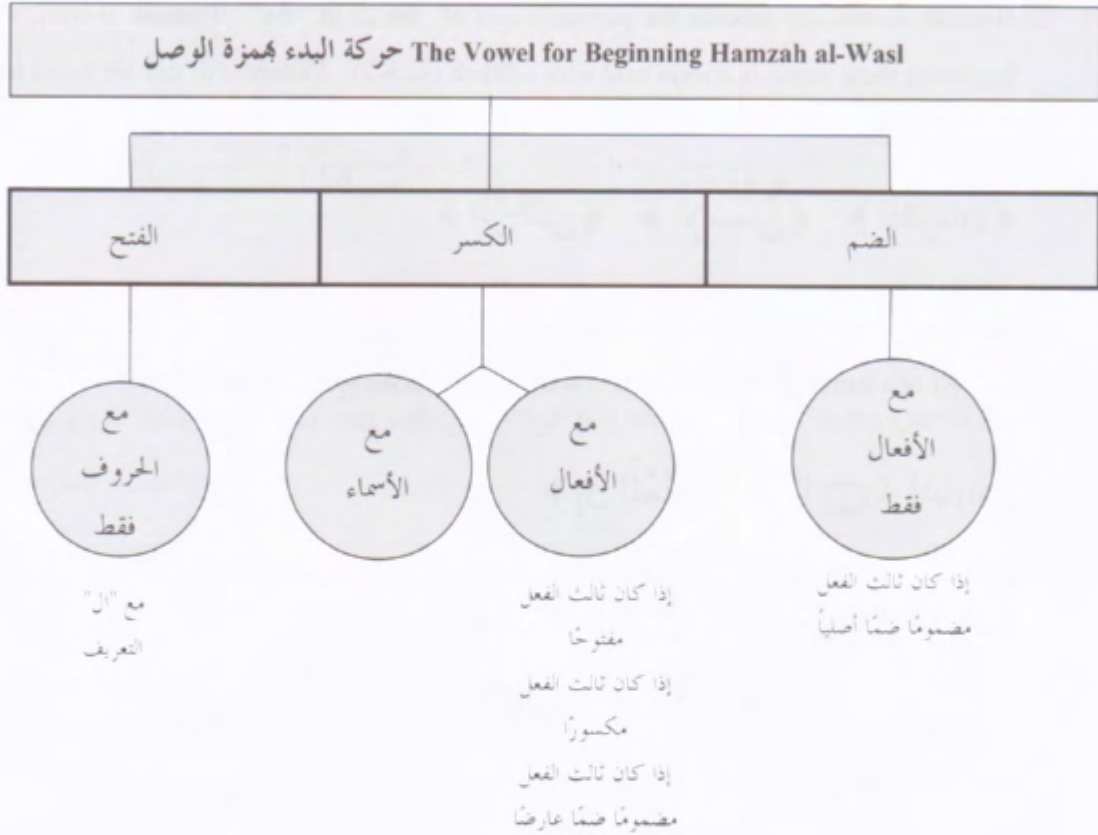 حركة البدء بهمزة الوصل The Vowel for Beginning Hamzah al-Wasl
الضم
الكسر
الفتح
مع
الأفعال
فقط
إذا كان ثالث الفعل
مضمومًا ضمًا أصلياً
مع
الأفعال
إذا كان ثالث الفعل
مفتوحًا
إذا كان ثالث الفعل
مكسورًا
إذا كان ثالث الفعل
مضمومًا ضمًا عارضًا
مع
الأسماء
مع
الحروف
فقط
مع "ال"
التعريف